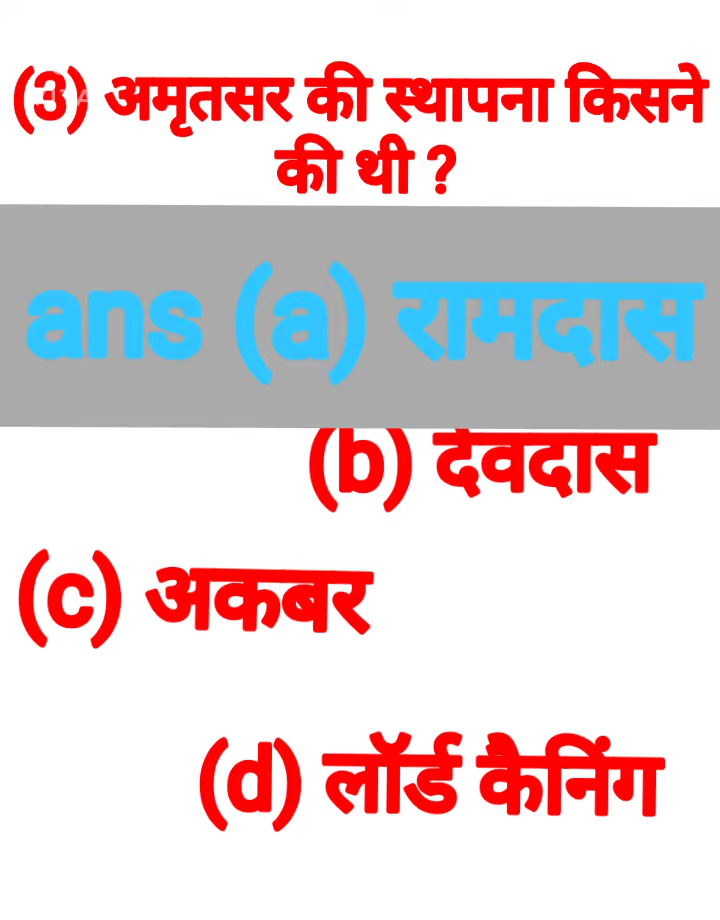 (3) अमृतसर की स्थापना किसने
की थी ?
ans (a) रामदास
(b) देवदास
(c) अकबर
(d) लॉर्ड कैनिंग